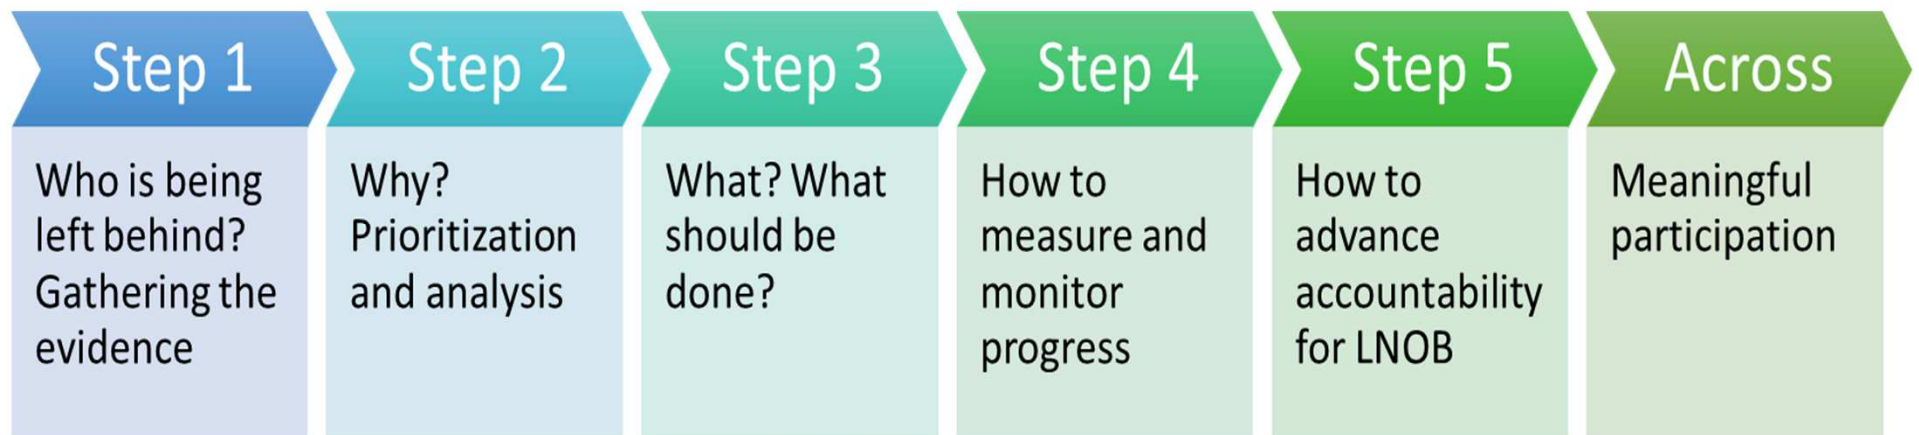 Step 1
Who is being
left behind?
Gathering the
evidence
Step 2
Why?
Prioritization
and analysis
Step 3
What? What
should be
done?
Step 4
How to
measure and
monitor
progress
Step 5
How to
advance
accountability
for LNOB
Across
Meaningful
participation